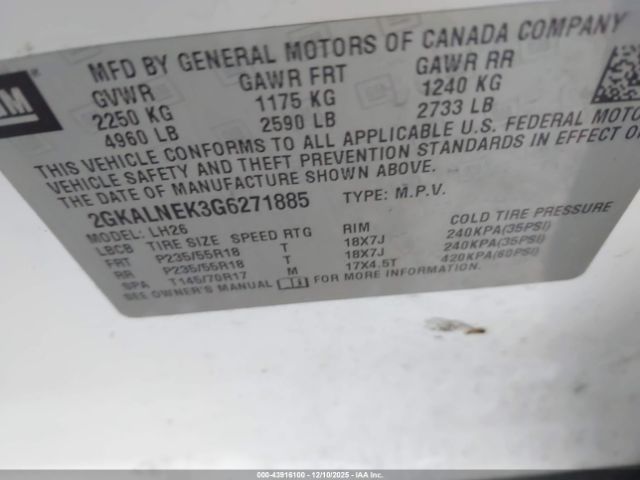 GM
MFD BY GENERAL MOTORS OF CANADA COMPANY
GVWR GAWR FRT GAWR RR
2250 KG 1175 KG 1240 KG
4960 LB 2590 LB 2733 LB
THIS VEHICLE CONFORMS TO ALL APPLICABLE U.S. FEDERAL MOTOR
VEHICLE SAFETY AND THEFT PREVENTION STANDARDS IN EFFECT O
THE DATE OF MANUFACTURE SHOWN ABOVE.
2GKALNEK3G6271885 TYPE: M.P.V.
MODEL: LH26
LBCB TIRE SIZE SPEED RTG RIM COLD TIRE PRESSURE
FRT P235/55R18 T 18X7J 240KPA(35PSI)
RR P235/55R18 T 18X7J 240KPA(35PSI)
SPA T145/70R17 M 17X4.5T 420KPA(60PSI)
SEE OWNER'S MANUAL FOR MORE INFORMATION.
000-43916100 - 12/10/2025 - IAA Inc.